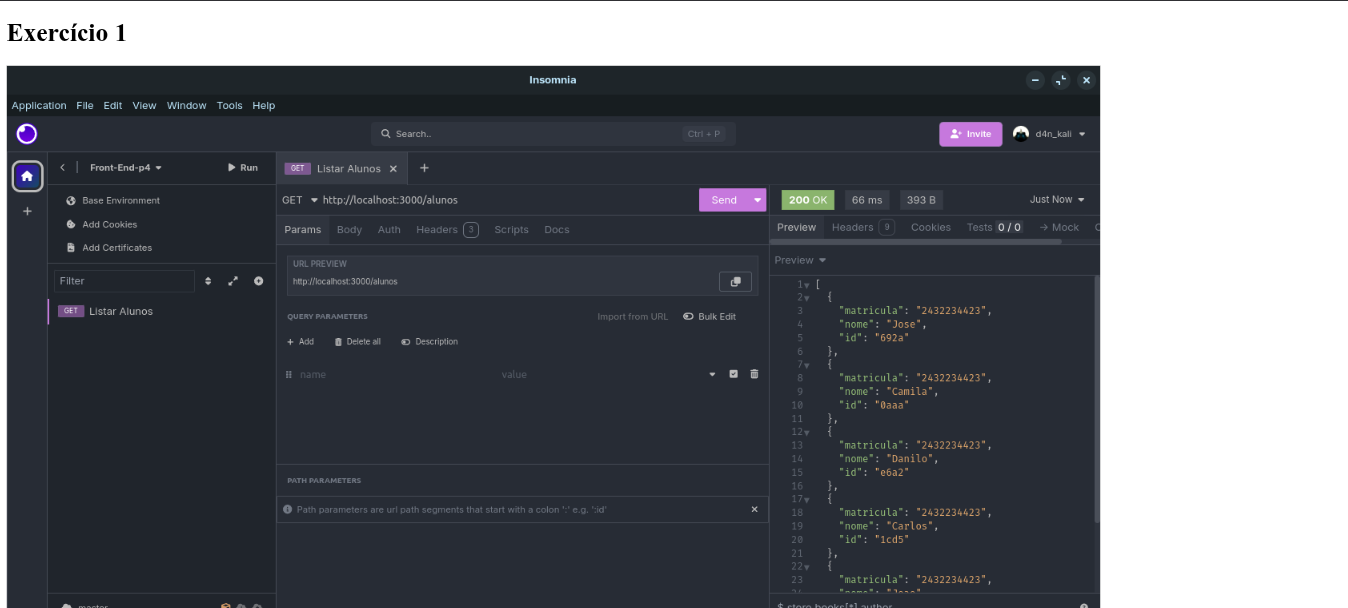 Exercício 1
Insomnia
Application File Edit View Window Tools Help
Search.. Ctrl + P
Invite
d4n_kali
Front-End-p4
Run
Base Environment
Add Cookies
Add Certificates
Filter
GET Listar Alunos
GET Listar Alunos
GET http://localhost:3000/alunos
Send
Params Body Auth Headers 3 Scripts Docs
URL PREVIEW
http://localhost:3000/alunos
QUERY PARAMETERS Import from URL Bulk Edit
Add Delete all Description
name value
PATH PARAMETERS
Path parameters are url path segments that start with a colon ':' e.g. ':id'
200 OK 66 ms 393 B Just Now
Preview Headers 9 Cookies Tests 0 / 0 → Mock
Preview
1 [
2 {
3 "matricula": "2432234423",
4 "nome": "Jose",
5 "id": "692a"
6 },
7 {
8 "matricula": "2432234423",
9 "nome": "Camila",
10 "id": "0aaa"
11 },
12 {
13 "matricula": "2432234423",
14 "nome": "Danilo",
15 "id": "e6a2"
16 },
17 {
18 "matricula": "2432234423",
19 "nome": "Carlos",
20 "id": "1cd5"
21 },
22 {
23 "matricula": "2432234423",
$.store.books[*].author
master